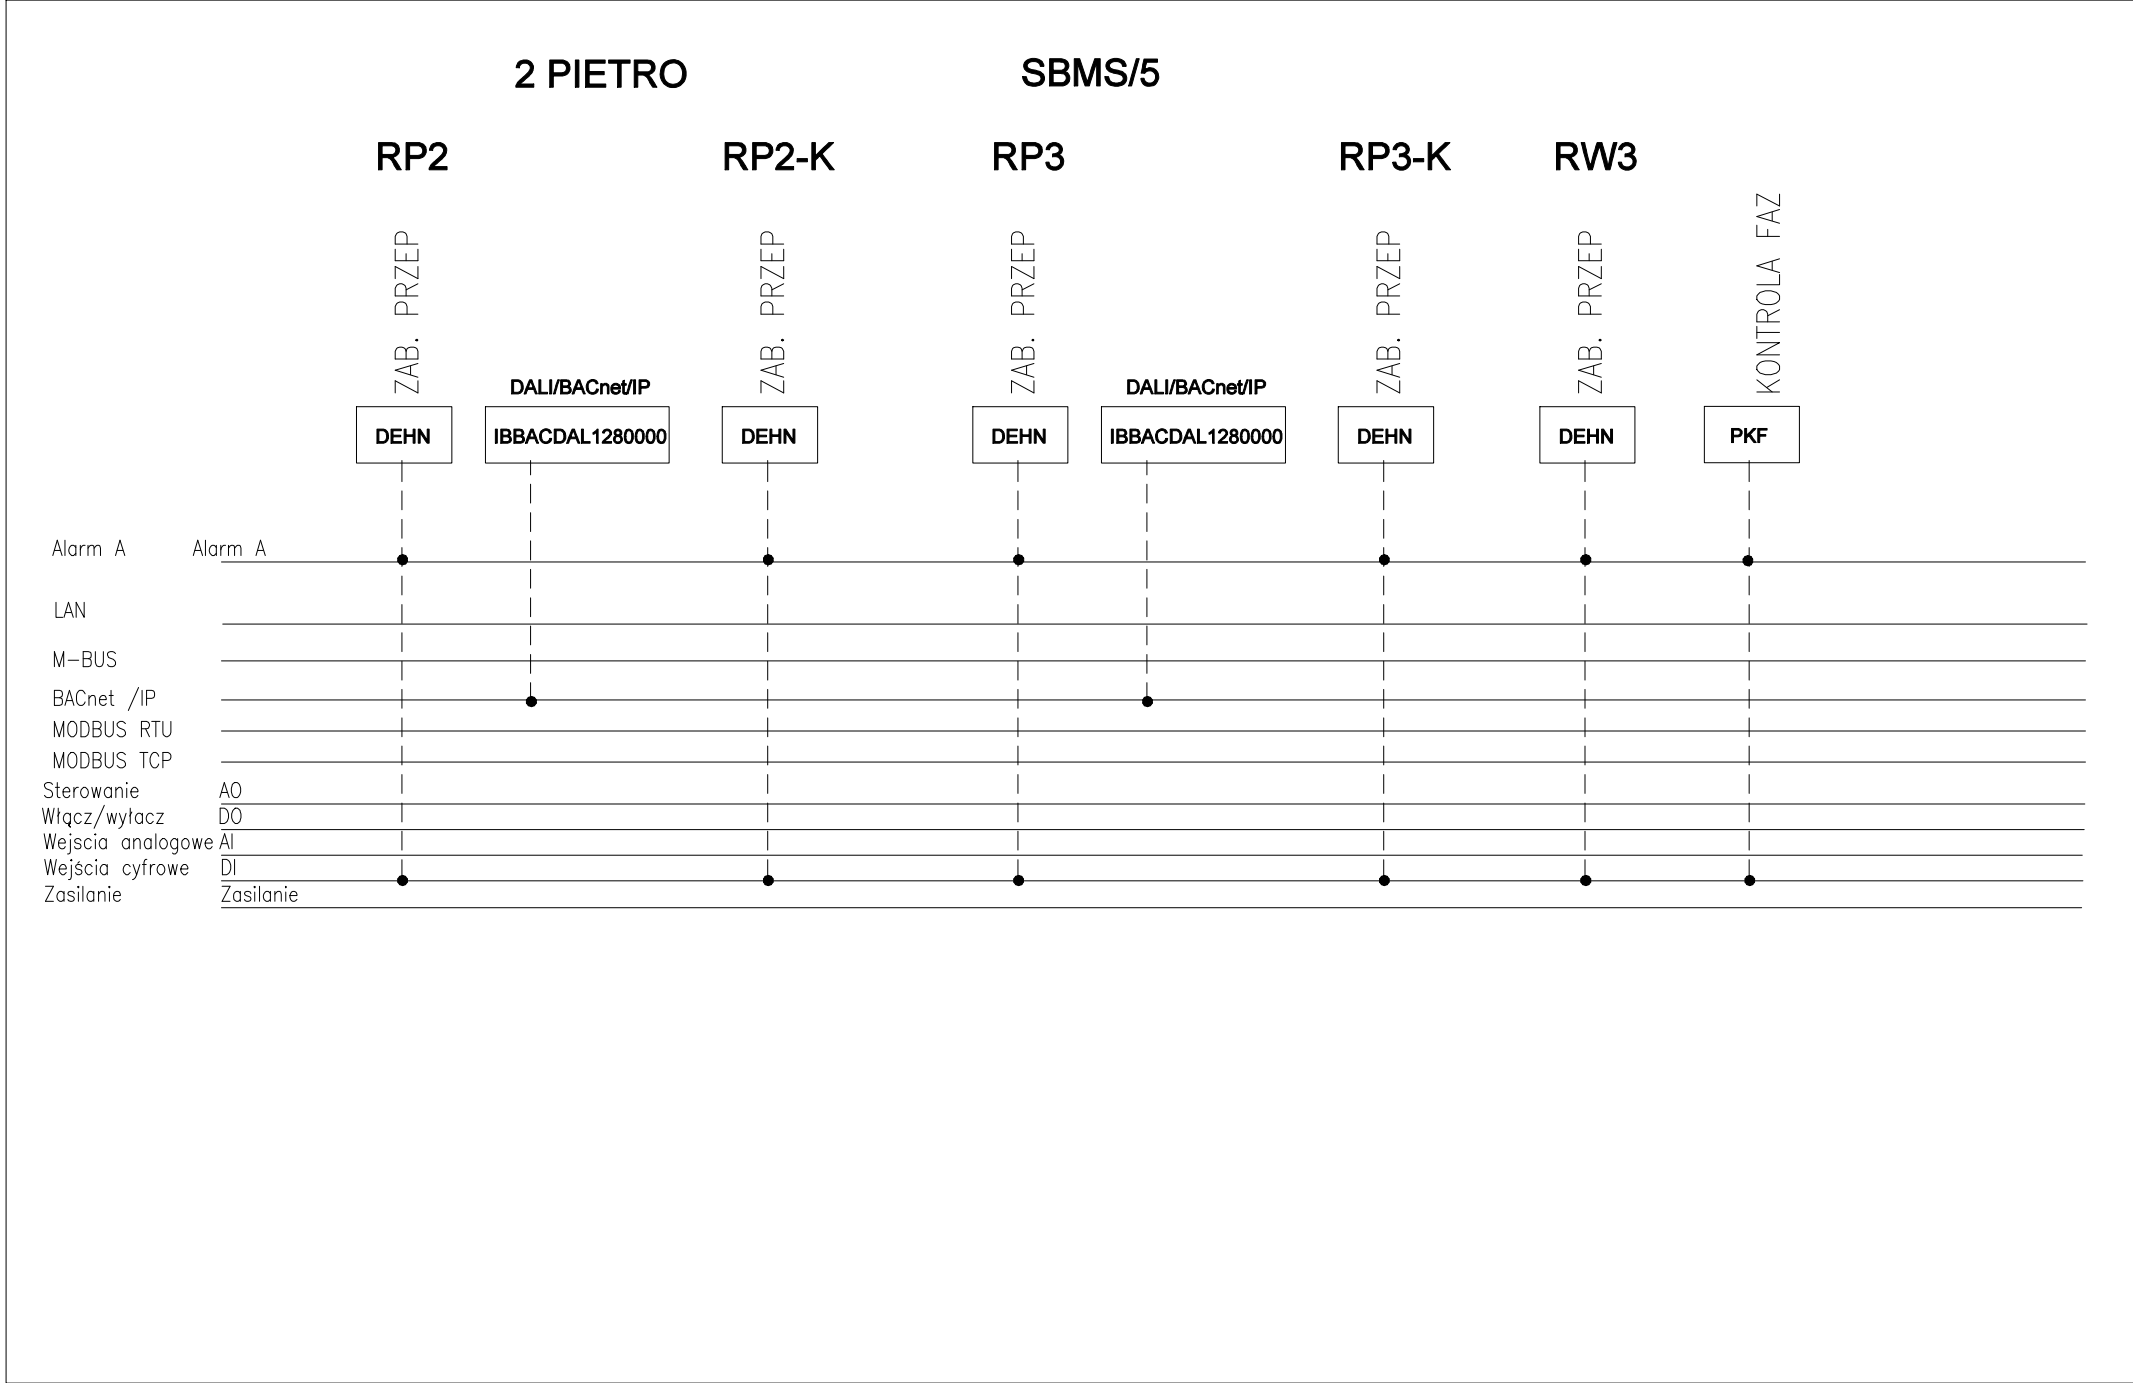 2 PIETRO SBMS/5
RP2 RP2-K RP3 RP3-K RW3
ZAB. PRZEP
ZAB. PRZEP
ZAB. PRZEP
ZAB. PRZEP
ZAB. PRZEP
KONTROLA FAZ
DALI/BACnet/IP DALI/BACnet/IP
DEHN IBBACDAL1280000 DEHN DEHN IBBACDAL1280000 DEHN DEHN PKF
Alarm A Alarm A
LAN
M-BUS
BACnet /IP
MODBUS RTU
MODBUS TCP
Sterowanie AO
Włącz/wyłacz DO
Wejscia analogowe AI
Wejścia cyfrowe DI
Zasilanie Zasilanie